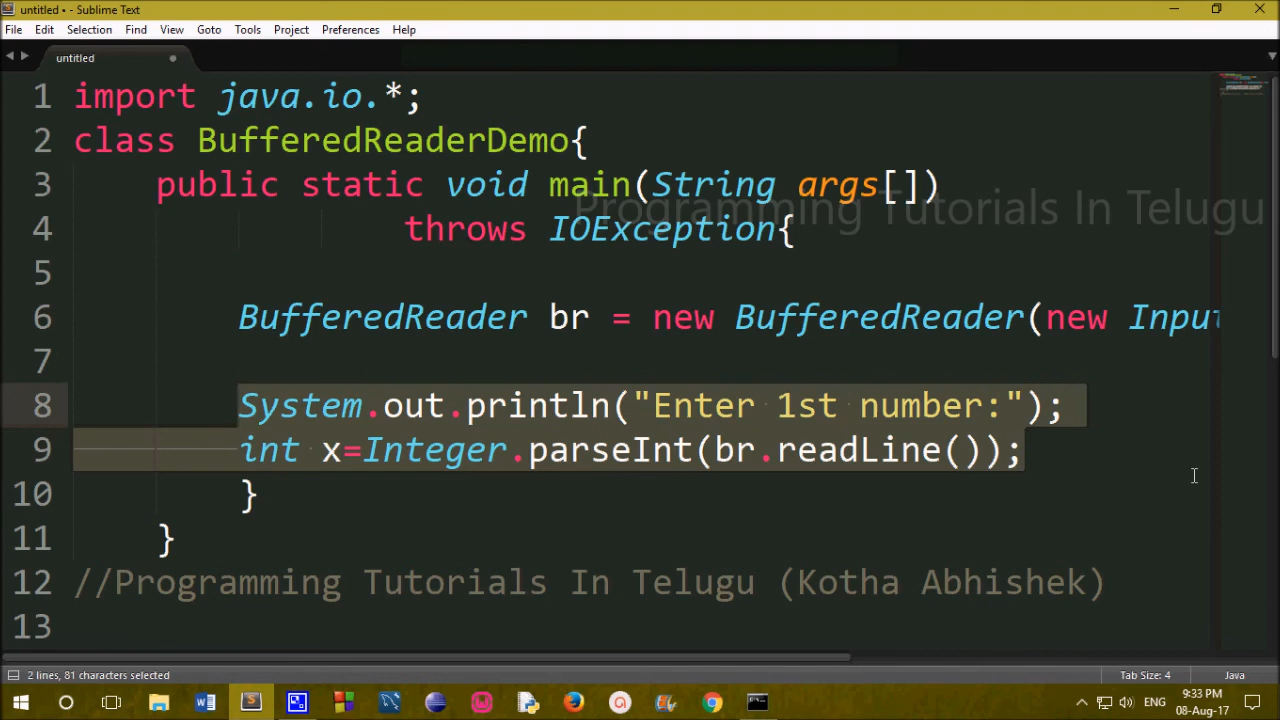 untitled • - Sublime Text
File Edit Selection Find View Goto Tools Project Preferences Help
untitled
1 import java.io.*;
2 class BufferedReaderDemo{
3 public static void main(String args[])
Programming Tutorials In Telugu
4 throws IOException{
5
6 BufferedReader br = new BufferedReader(new Input
7
8 System.out.println("Enter 1st number:");
9 int x=Integer.parseInt(br.readLine());
10 }
11 }
12 //Programming Tutorials In Telugu (Kotha Abhishek)
13
2 lines, 81 characters selected Tab Size: 4 Java
ENG 9:33 PM
08-Aug-17